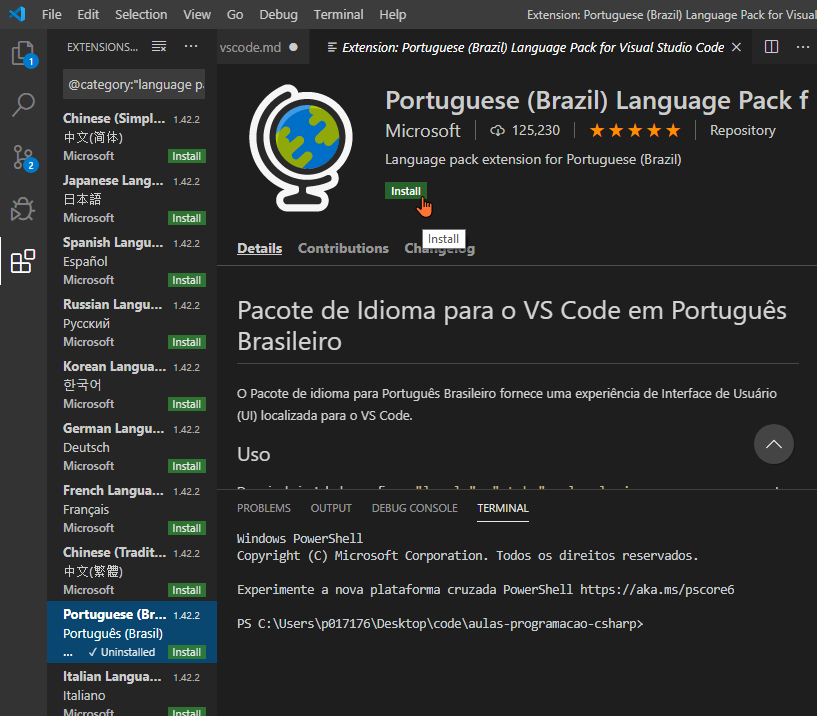 File Edit Selection View Go Debug Terminal Help
Extension: Portuguese (Brazil) Language Pack for Visual
EXTENSIONS...
vscode.md
Extension: Portuguese (Brazil) Language Pack for Visual Studio Code
1
2
@category:"language pa
Chinese (Simpl... 1.42.2
中文(简体)
Microsoft Install
Japanese Lang... 1.42.2
日本語
Microsoft Install
Spanish Langu... 1.42.2
Español
Microsoft Install
Russian Langu... 1.42.2
Русский
Microsoft Install
Korean Langua... 1.42.2
한국어
Microsoft Install
German Langu... 1.42.2
Deutsch
Microsoft Install
French Langua... 1.42.2
Français
Microsoft Install
Chinese (Tradit... 1.42.2
中文(繁體)
Microsoft Install
Portuguese (Br... 1.42.2
Português (Brasil)
... ✓ Uninstalled Install
Italian Langua... 1.42.2
Italiano
Microsoft Install
Portuguese (Brazil) Language Pack f
Microsoft 125,230 Repository
Language pack extension for Portuguese (Brazil)
Install
Install
Details Contributions Changelog
Pacote de Idioma para o VS Code em Português
Brasileiro
O Pacote de idioma para Português Brasileiro fornece uma experiência de Interface de Usuário
(UI) localizada para o VS Code.
Uso
PROBLEMS OUTPUT DEBUG CONSOLE TERMINAL
Windows PowerShell
Copyright (C) Microsoft Corporation. Todos os direitos reservados.
Experimente a nova plataforma cruzada PowerShell https://aka.ms/pscore6
PS C:\Users\p017176\Desktop\code\aulas-programacao-csharp>